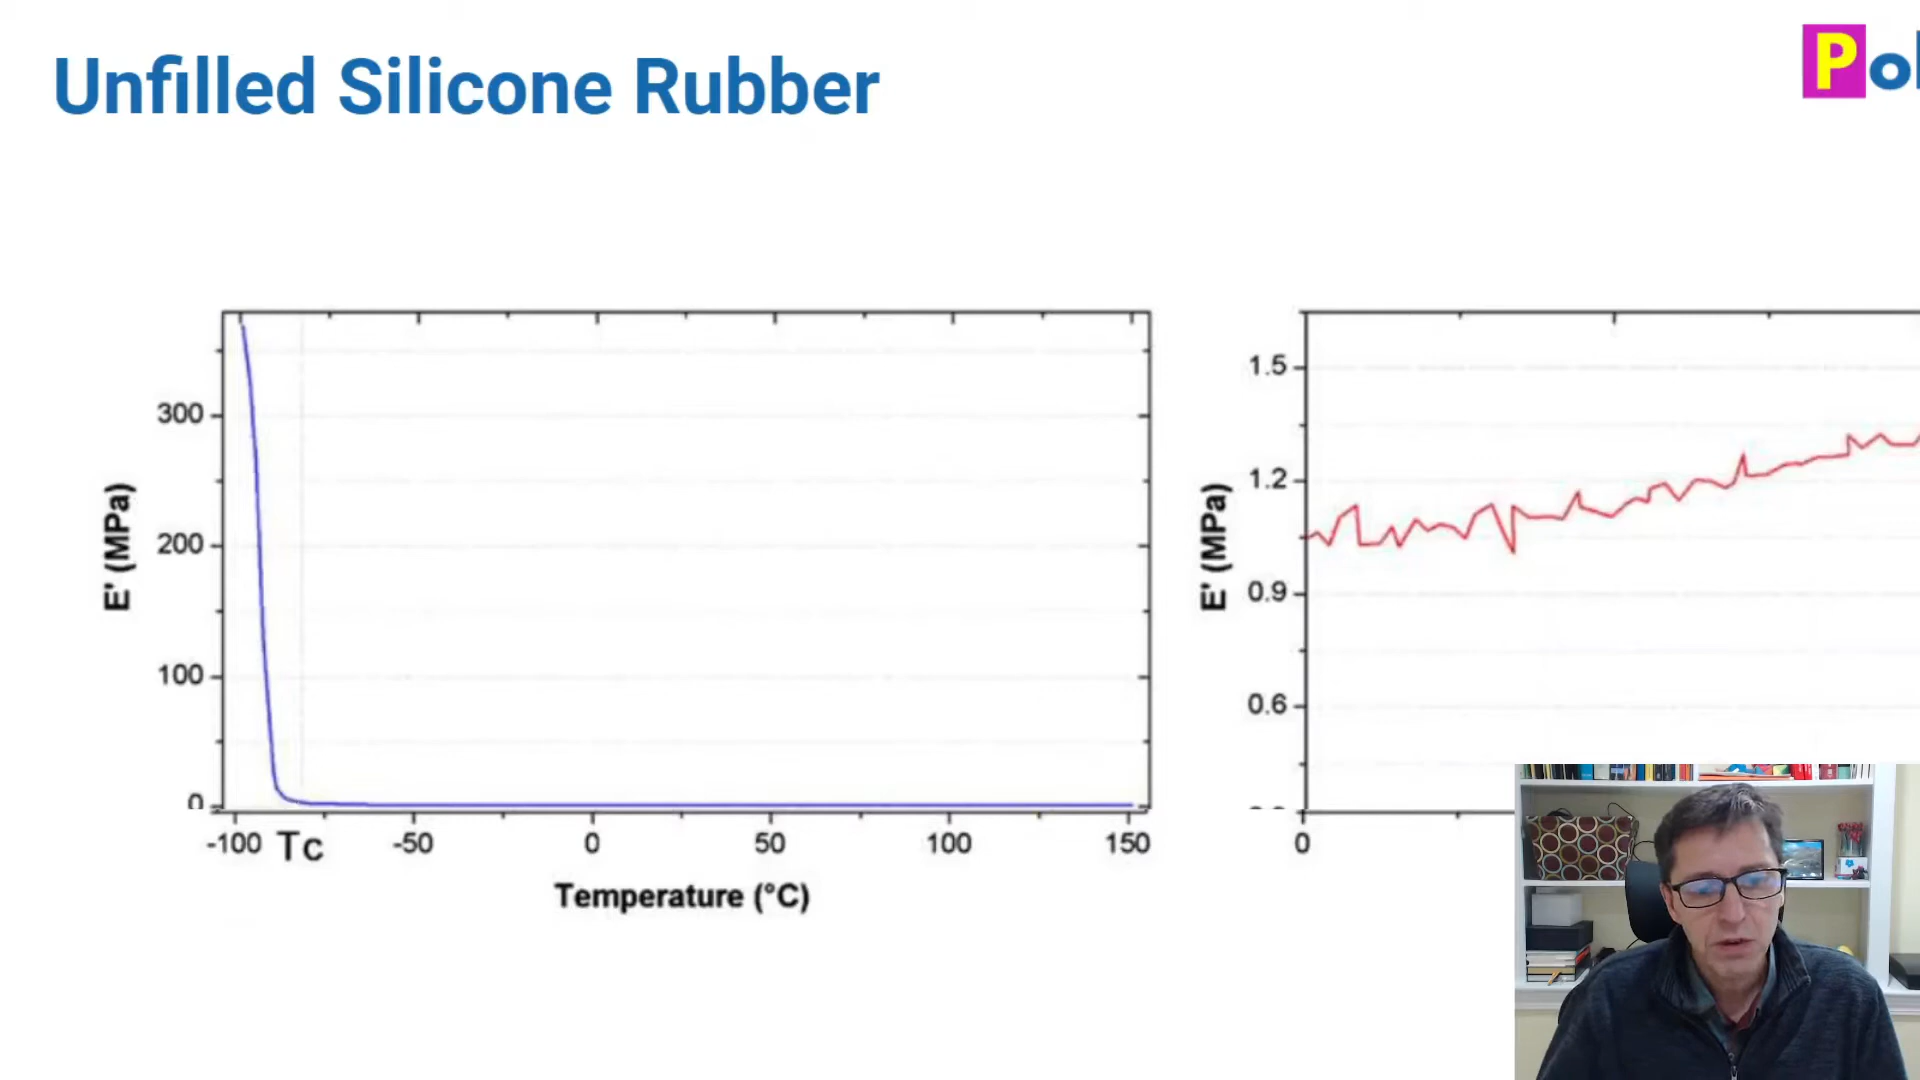 Unfilled Silicone Rubber
Pol
E' (MPa)
300
200
100
0
-100
Tc
-50
0
50
100
150
Temperature (°C)
E' (MPa)
1.5
1.2
0.9
0.6
0